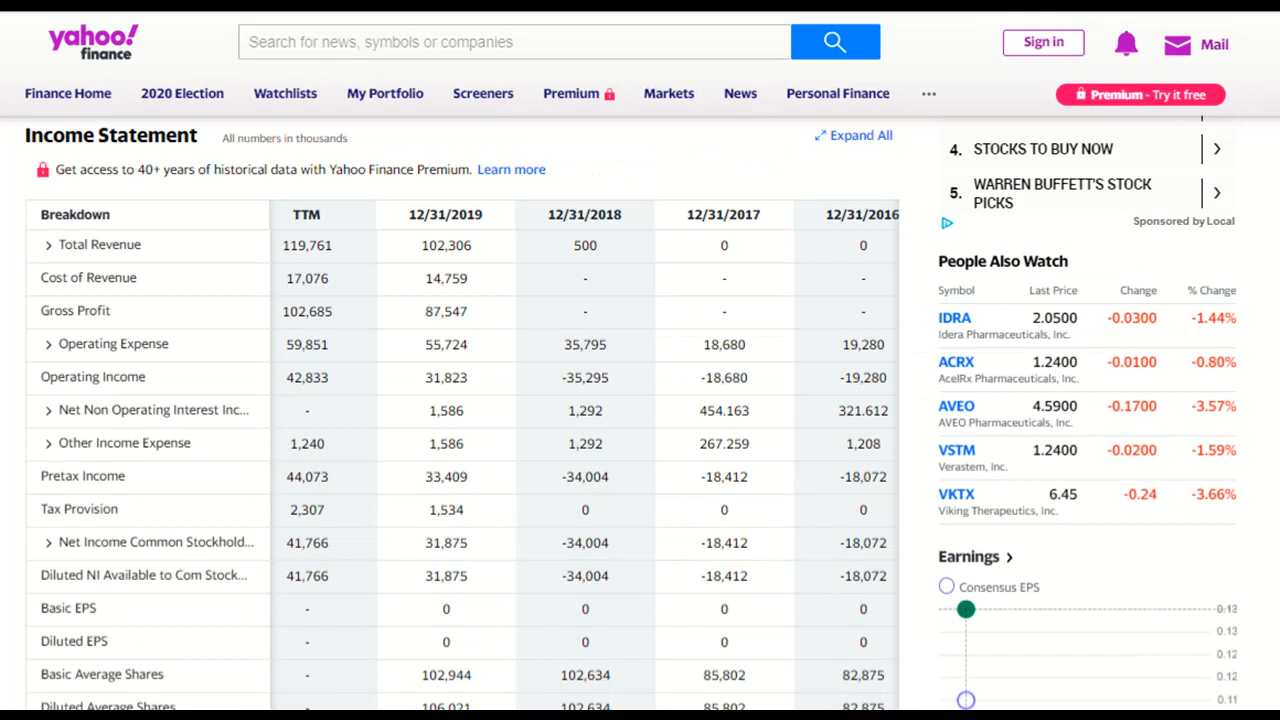 yahoo!
finance
Search for news, symbols or companies
Sign in
Mail
Finance Home 2020 Election Watchlists My Portfolio Screeners Premium Markets News Personal Finance ...
Premium - Try it free
Income Statement All numbers in thousands Expand All
Get access to 40+ years of historical data with Yahoo Finance Premium. Learn more
Breakdown TTM 12/31/2019 12/31/2018 12/31/2017 12/31/2016
Total Revenue 119,761 102,306 500 0 0
Cost of Revenue 17,076 14,759 - - -
Gross Profit 102,685 87,547 - - -
Operating Expense 59,851 55,724 35,795 18,680 19,280
Operating Income 42,833 31,823 -35,295 -18,680 -19,280
Net Non Operating Interest Inc... - 1,586 1,292 454.163 321.612
Other Income Expense 1,240 1,586 1,292 267.259 1,208
Pretax Income 44,073 33,409 -34,004 -18,412 -18,072
Tax Provision 2,307 1,534 0 0 0
Net Income Common Stockhold... 41,766 31,875 -34,004 -18,412 -18,072
Diluted NI Available to Com Stock... 41,766 31,875 -34,004 -18,412 -18,072
Basic EPS - 0 0 0 0
Diluted EPS - 0 0 0 0
Basic Average Shares - 102,944 102,634 85,802 82,875
Diluted Average Shares - 106,021 102,634 85,802 82,875
4. STOCKS TO BUY NOW
5. WARREN BUFFETT'S STOCK
PICKS
Sponsored by Local
People Also Watch
Symbol Last Price Change % Change
IDRA 2.0500 -0.0300 -1.44%
Idera Pharmaceuticals, Inc.
ACRX 1.2400 -0.0100 -0.80%
AcelRx Pharmaceuticals, Inc.
AVEO 4.5900 -0.1700 -3.57%
AVEO Pharmaceuticals, Inc.
VSTM 1.2400 -0.0200 -1.59%
Verastem, Inc.
VKTX 6.45 -0.24 -3.66%
Viking Therapeutics, Inc.
Earnings
Consensus EPS
0.13
0.13
0.12
0.12
0.11